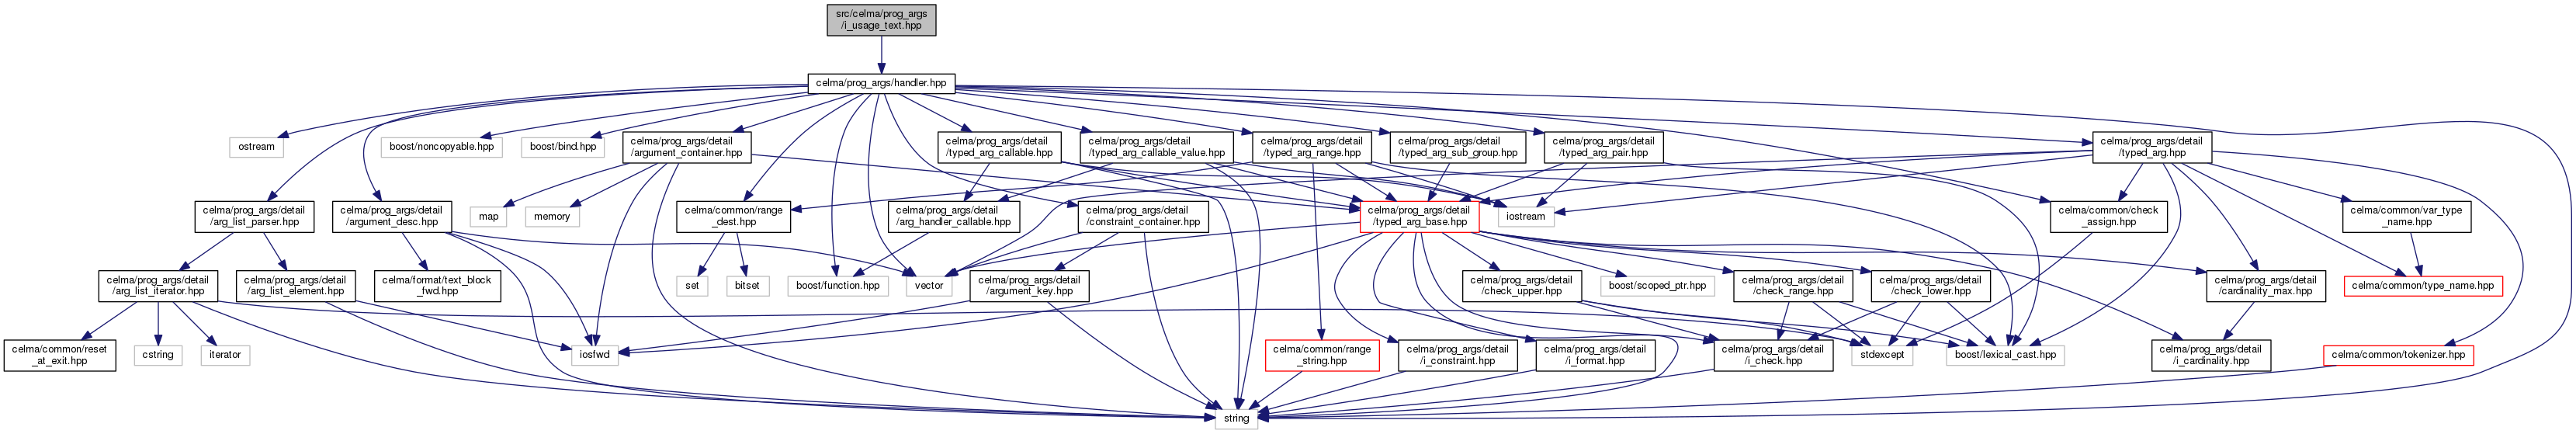 src/celma/prog_args
/i_usage_text.hpp
celma/prog_args/handler.hpp
ostream
boost/noncopyable.hpp
boost/bind.hpp
celma/prog_args/detail
/argument_container.hpp
celma/prog_args/detail
/typed_arg_callable.hpp
celma/prog_args/detail
/typed_arg_callable_value.hpp
celma/prog_args/detail
/typed_arg_range.hpp
celma/prog_args/detail
/typed_arg_sub_group.hpp
celma/prog_args/detail
/typed_arg_pair.hpp
celma/prog_args/detail
/typed_arg.hpp
celma/prog_args/detail
/arg_list_parser.hpp
celma/prog_args/detail
/argument_desc.hpp
map
memory
celma/common/range
_dest.hpp
celma/prog_args/detail
/arg_handler_callable.hpp
celma/prog_args/detail
/constraint_container.hpp
celma/prog_args/detail
/typed_arg_base.hpp
iostream
celma/common/check
_assign.hpp
celma/common/var_type
_name.hpp
celma/prog_args/detail
/arg_list_iterator.hpp
celma/prog_args/detail
/arg_list_element.hpp
celma/format/text_block
_fwd.hpp
set
bitset
boost/function.hpp
vector
celma/prog_args/detail
/argument_key.hpp
celma/prog_args/detail
/check_upper.hpp
boost/scoped_ptr.hpp
celma/prog_args/detail
/check_range.hpp
celma/prog_args/detail
/check_lower.hpp
celma/prog_args/detail
/cardinality_max.hpp
celma/common/type_name.hpp
celma/common/reset
_at_exit.hpp
cstring
iterator
iosfwd
celma/common/range
_string.hpp
celma/prog_args/detail
/i_constraint.hpp
celma/prog_args/detail
/i_format.hpp
celma/prog_args/detail
/i_check.hpp
stdexcept
boost/lexical_cast.hpp
celma/prog_args/detail
/i_cardinality.hpp
celma/common/tokenizer.hpp
string